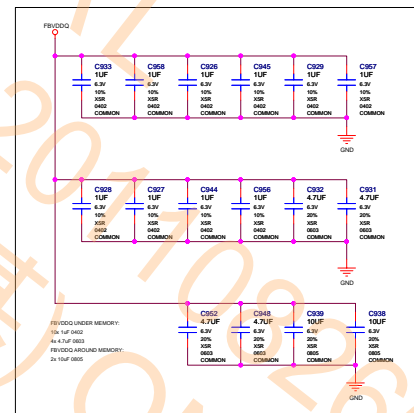 FBVDDQ
C933 C958 C926 C945 C929 C957
1UF 1UF 1UF 1UF 1UF 1UF
6.3V 6.3V 6.3V 6.3V 6.3V 6.3V
10% 10% 10% 10% 10% 10%
X5R X5R X5R X5R X5R X5R
0402 0402 0402 0402 0402 0402
COMMON COMMON COMMON COMMON COMMON COMMON
GND
C928 C927 C944 C956 C932 C931
1UF 1UF 1UF 1UF 4.7UF 4.7UF
6.3V 6.3V 6.3V 6.3V 6.3V 6.3V
10% 10% 10% 10% 20% 20%
X5R X5R X5R X5R X5R X5R
0402 0402 0402 0402 0603 0603
COMMON COMMON COMMON COMMON COMMON COMMON
GND
C952 C948 C939 C938
4.7UF 4.7UF 10UF 10UF
6.3V 6.3V 6.3V 6.3V
20% 20% 20% 20%
X5R X5R X5R X5R
0603 0603 0805 0805
COMMON COMMON COMMON COMMON
GND
FBVDDQ UNDER MEMORY:
10x 1uF 0402
4x 4.7uF 0603
FBVDDQ AROUND MEMORY:
2x 10uF 0805